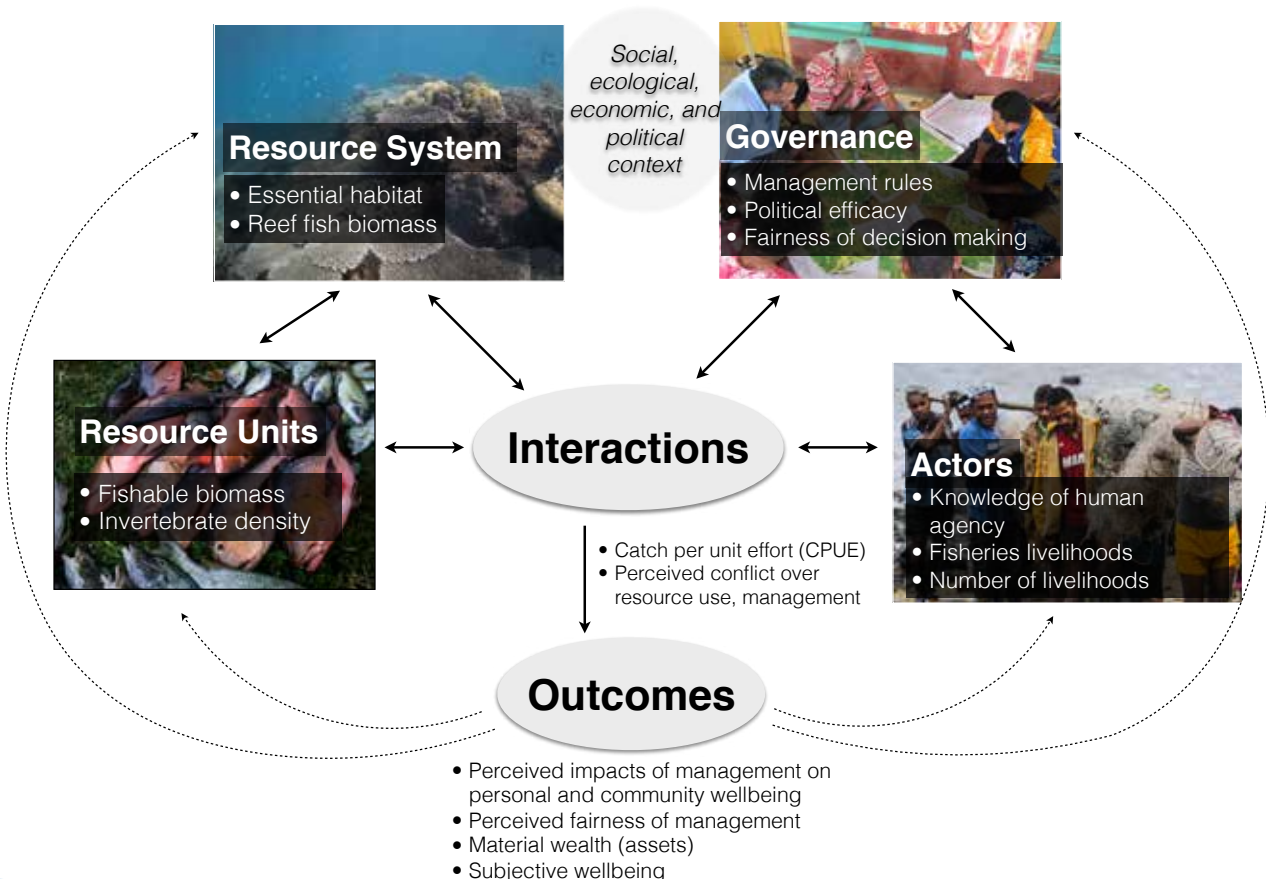 Social,
ecological,
economic, and
political
context
Resource System
• Essential habitat
• Reef fish biomass
Governance
• Management rules
• Political efficacy
• Fairness of decision making
Resource Units
• Fishable biomass
• Invertebrate density
Interactions
Actors
• Knowledge of human
agency
• Fisheries livelihoods
• Number of livelihoods
• Catch per unit effort (CPUE)
• Perceived conflict over
resource use, management
Outcomes
• Perceived impacts of management on
personal and community wellbeing
• Perceived fairness of management
• Material wealth (assets)
• Subjective wellbeing